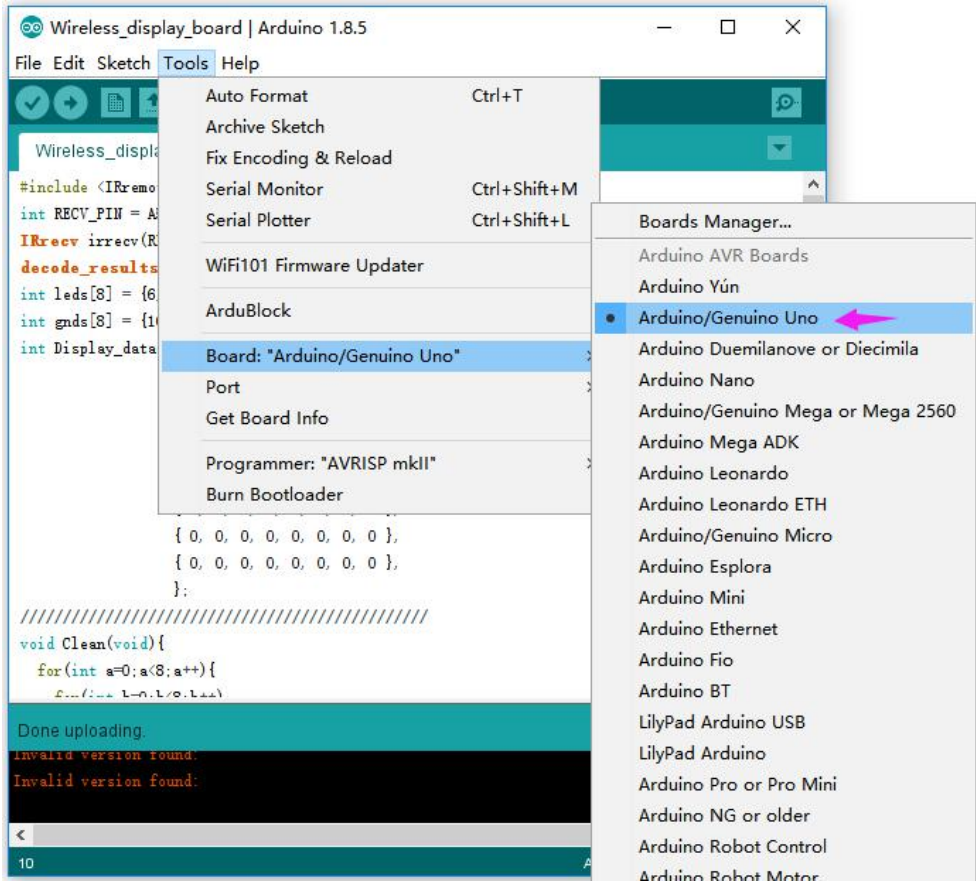 Wireless_display_board | Arduino 1.8.5
File Edit Sketch Tools Help
Auto Format Ctrl+T
Archive Sketch
Fix Encoding & Reload
Serial Monitor Ctrl+Shift+M
Serial Plotter Ctrl+Shift+L
WiFi101 Firmware Updater
ArduBlock
Board: "Arduino/Genuino Uno"
Port
Get Board Info
Programmer: "AVRISP mkII"
Burn Bootloader
Boards Manager...
Arduino AVR Boards
Arduino Yún
Arduino/Genuino Uno
Arduino Duemilanove or Diecimila
Arduino Nano
Arduino/Genuino Mega or Mega 2560
Arduino Mega ADK
Arduino Leonardo
Arduino Leonardo ETH
Arduino/Genuino Micro
Arduino Esplora
Arduino Mini
Arduino Ethernet
Arduino Fio
Arduino BT
LilyPad Arduino USB
LilyPad Arduino
Arduino Pro or Pro Mini
Arduino NG or older
Arduino Robot Control
Arduino Robot Motor
Wireless_displa
#include <IRremo
int RECV_PIN = A
IRrecv irrecv(R
decode_results
int leds[8] = {6
int gnds[8] = {1
int Display_data
{ 0, 0, 0, 0, 0, 0, 0, 0 },
{ 0, 0, 0, 0, 0, 0, 0, 0 },
};
////////////////////////////////////////////////
void Clean(void){
for(int a=0;a<8;a++){
for(int b=0;b<8;b++)
Done uploading.
Invalid version found:
Invalid version found:
10